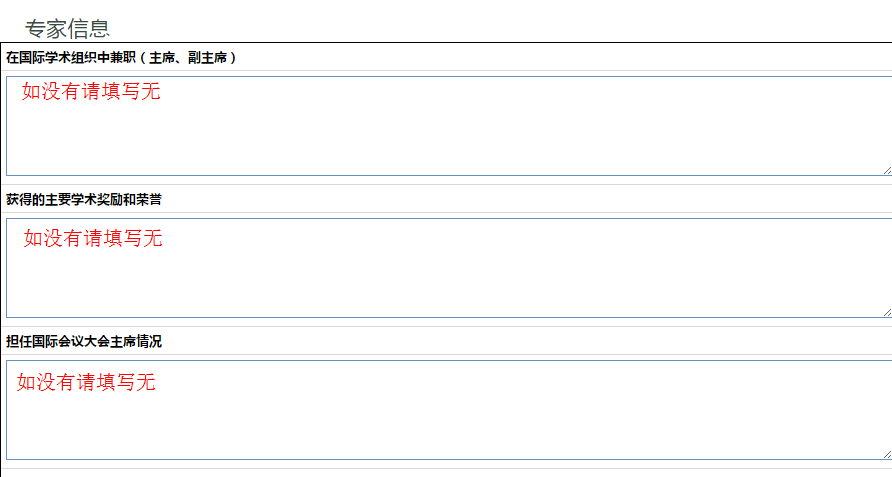 专家信息
在国际学术组织中兼职（主席、副主席）
如没有请填写无
获得的主要学术奖励和荣誉
如没有请填写无
担任国际会议大会主席情况
如没有请填写无